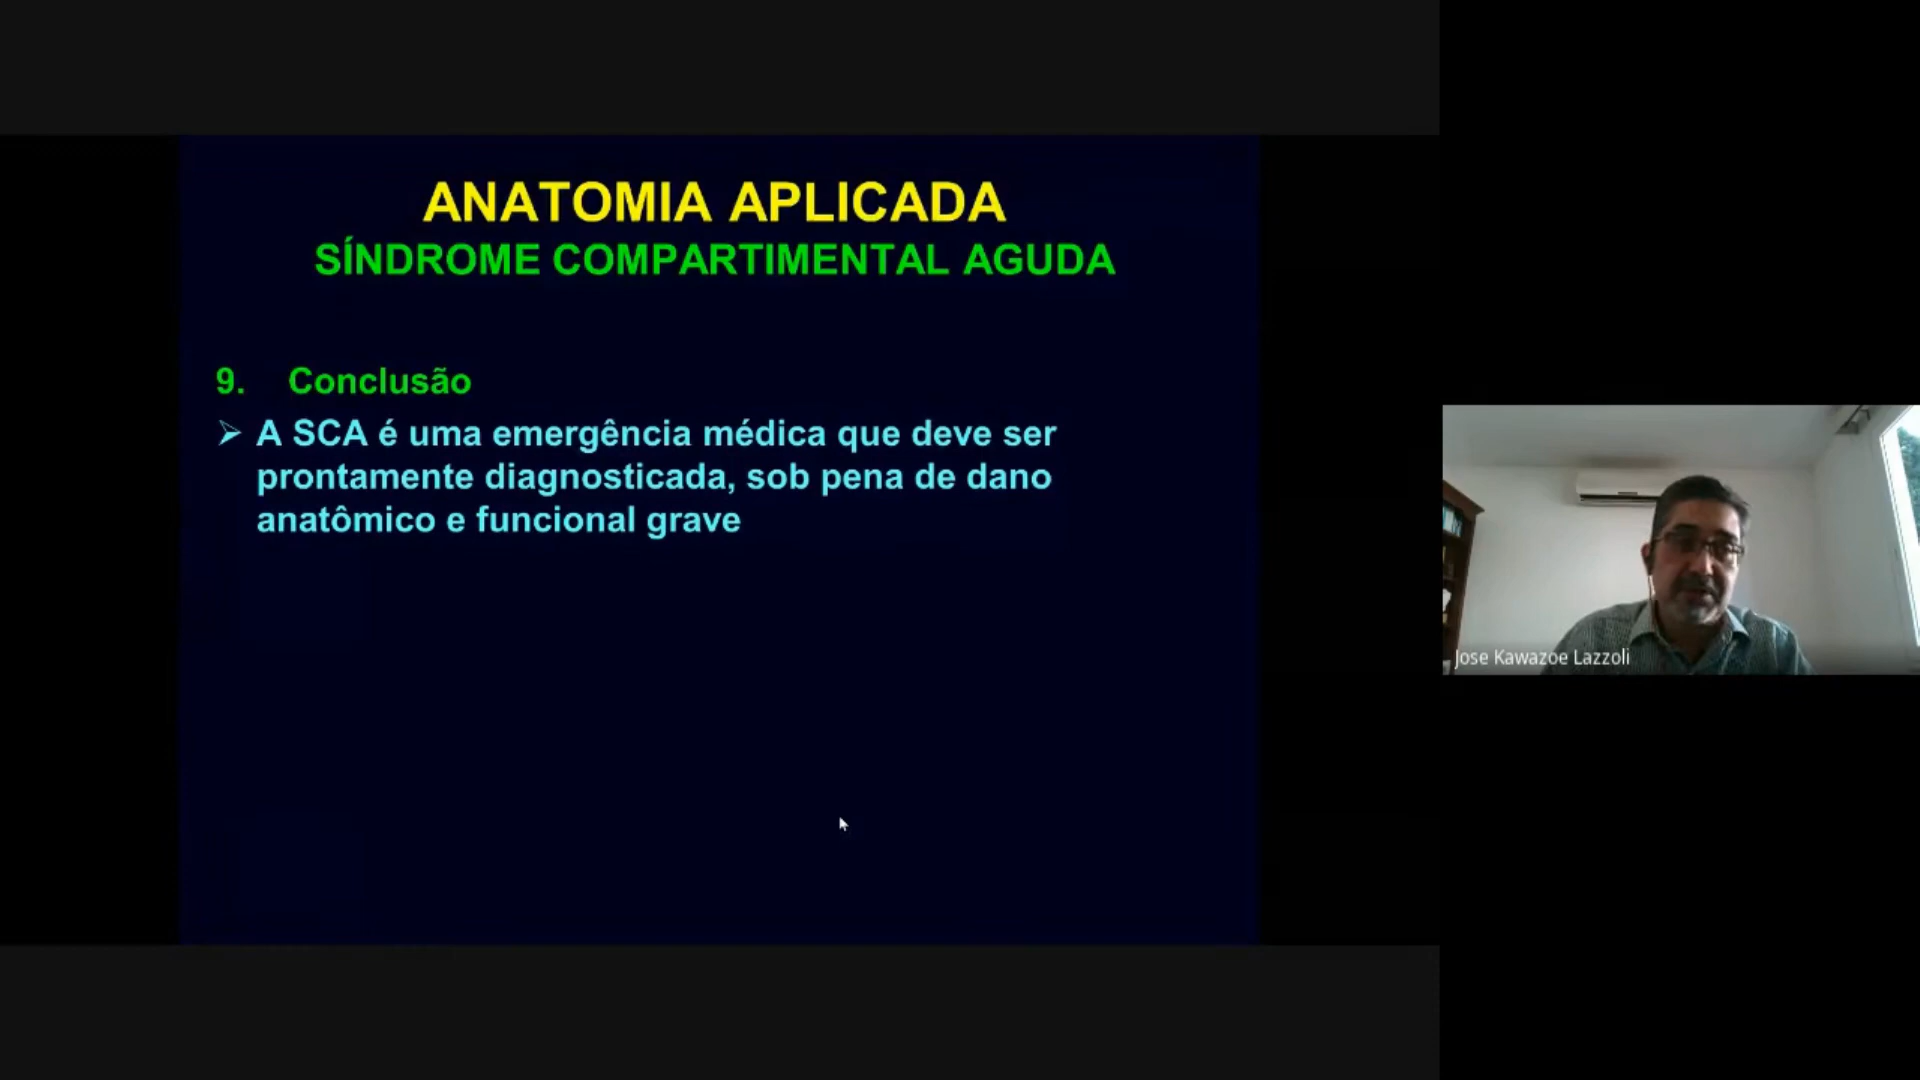 ANATOMIA APLICADA
SÍNDROME COMPARTIMENTAL AGUDA
9. Conclusão
➢ A SCA é uma emergência médica que deve ser
prontamente diagnosticada, sob pena de dano
anatômico e funcional grave
Jose Kawazoe Lazzoli